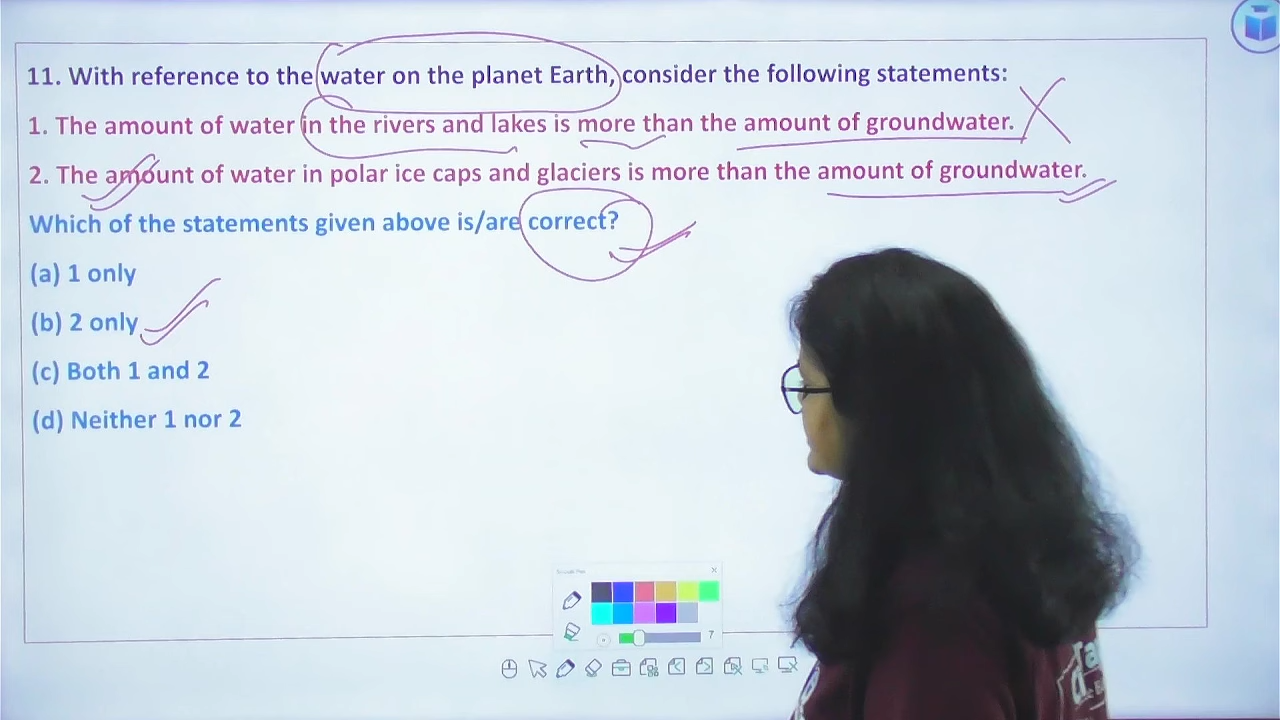 11. With reference to the water on the planet Earth, consider the following statements:
1. The amount of water in the rivers and lakes is more than the amount of groundwater.
2. The amount of water in polar ice caps and glaciers is more than the amount of groundwater.
Which of the statements given above is/are correct?
(a) 1 only
(b) 2 only
(c) Both 1 and 2
(d) Neither 1 nor 2
7